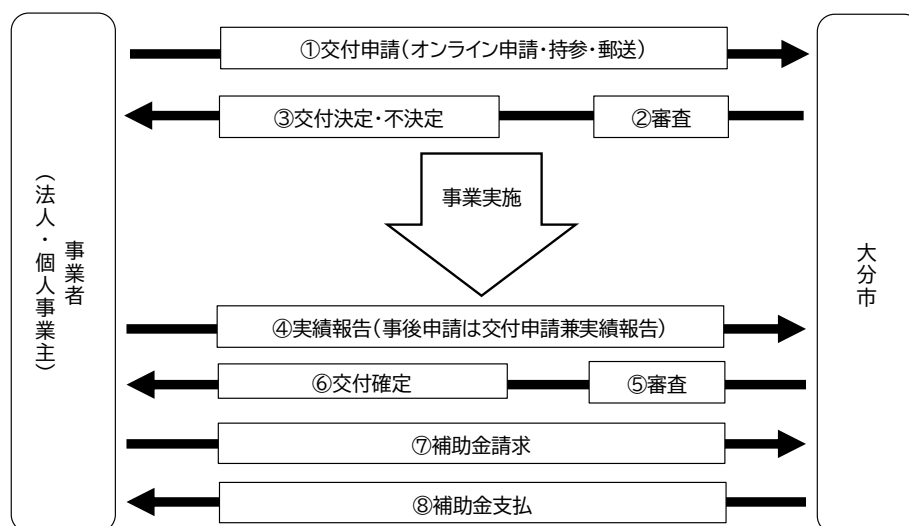 ①交付申請(オンライン申請・持参・郵送)
③交付決定・不決定
②審査
事業実施
事業者
(法人・個人事業主)
大分市
④実績報告(事後申請は交付申請兼実績報告)
⑥交付確定
⑤審査
⑦補助金請求
⑧補助金支払